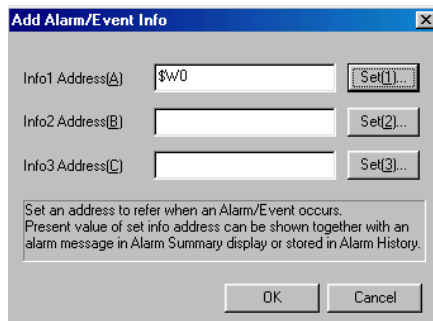 Add Alarm/Event Info
Info1 Address(A) $W0 Set(1)...
Info2 Address(B) Set(2)...
Info3 Address(C) Set(3)...
Set an address to refer when an Alarm/Event occurs.
Present value of set info address can be shown together with an
alarm message in Alarm Summary display or stored in Alarm History.
OK Cancel